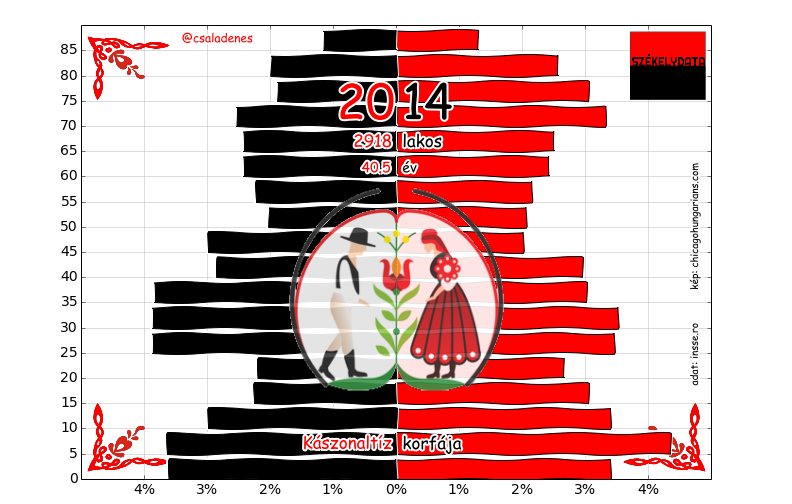 @csaladenes
SZÉKELYDATA
2014
2918 lakos
40.5 év
Kászonaltíz korfája
kép: chicagohungarians.com
adat: insse.ro
85
80
75
70
65
60
55
50
45
40
35
30
25
20
15
10
5
0
4% 3% 2% 1% 0% 1% 2% 3% 4%